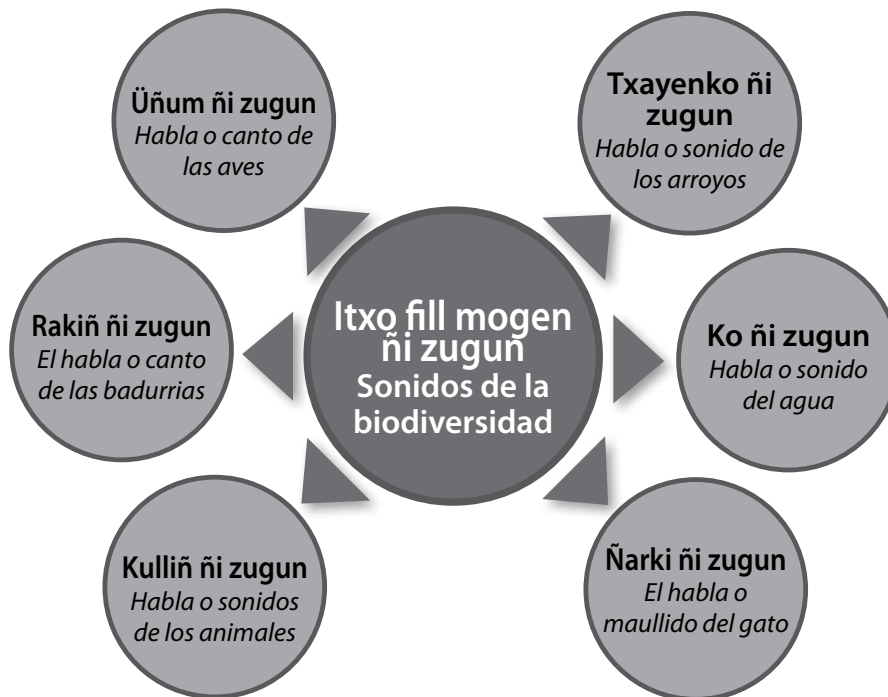 Üñum ñi zugun
Habla o canto de
las aves
Txayenko ñi
zugun
Habla o sonido de
los arroyos
Rakiñ ñi zugun
El habla o canto
de las badurrias
Itxo fill mogen
ñi zugun
Sonidos de la
biodiversidad
Ko ñi zugun
Habla o sonido
del agua
Kulliñ ñi zugun
Habla o sonidos
de los animales
Ñarki ñi zugun
El habla o
maullido del gato